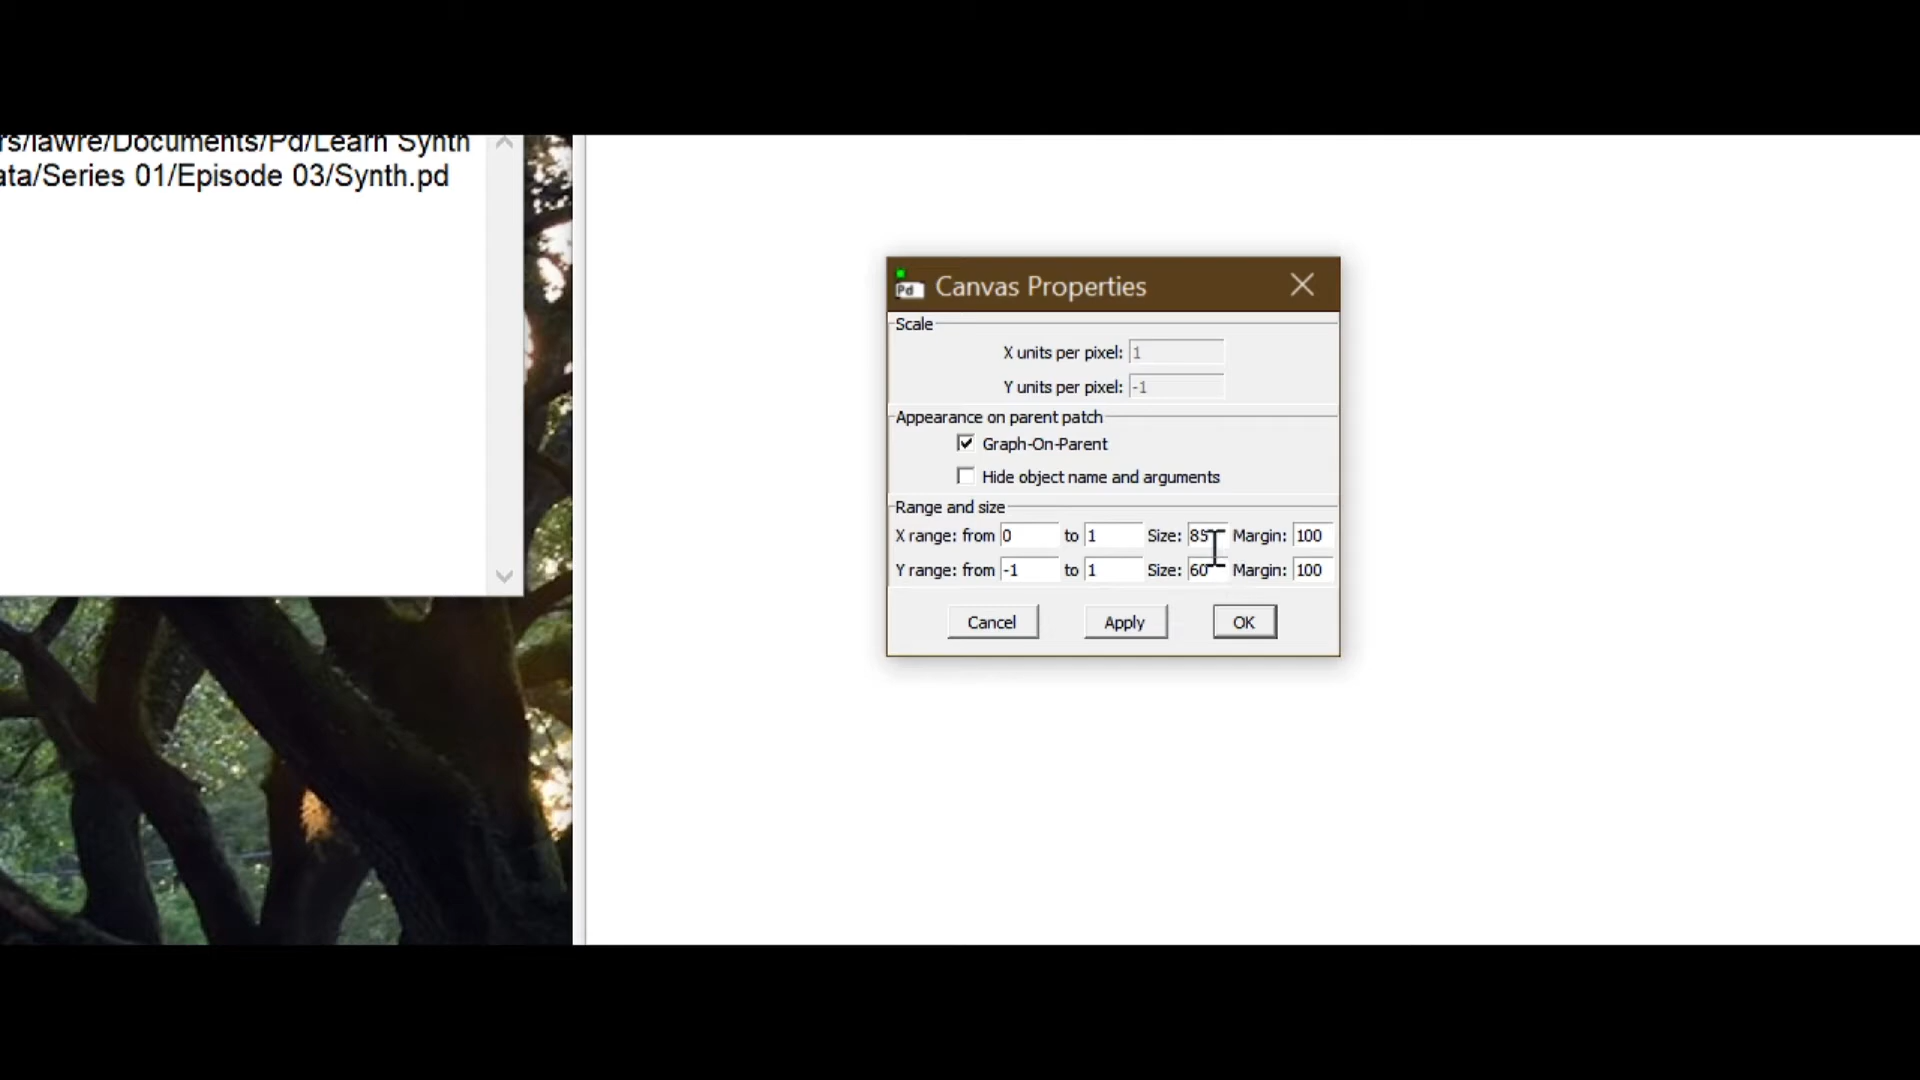 rs/lawre/Documents/Pd/Learn Synth
ata/Series 01/Episode 03/Synth.pd
Pd
Canvas Properties
Scale
X units per pixel: 1
Y units per pixel: -1
Appearance on parent patch
Graph-On-Parent
Hide object name and arguments
Range and size
X range: from 0 to 1 Size: 85 Margin: 100
Y range: from -1 to 1 Size: 60 Margin: 100
Cancel Apply OK